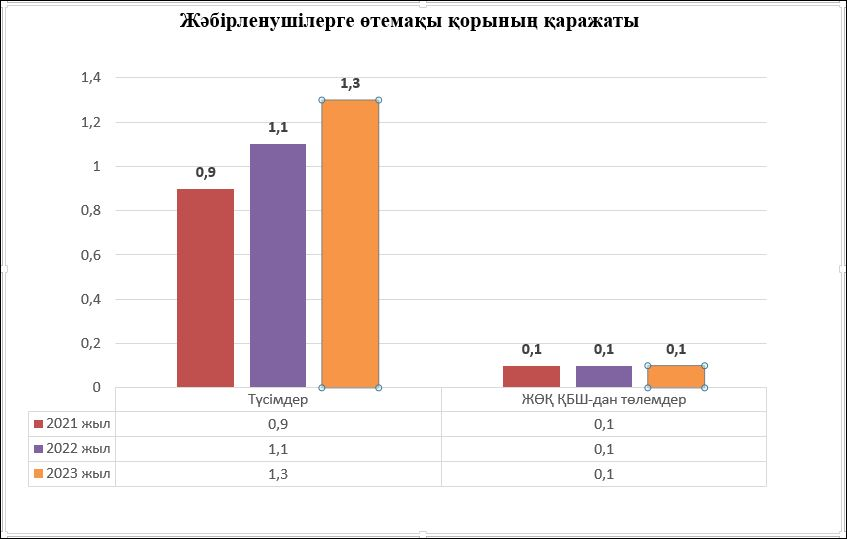 Жәбірленушілерге өтемақы қорының қаражаты
1,4
1,2
1
0,8
0,6
0,4
0,2
0
0,9
1,1
1,3
0,1
0,1
0,1
Түсімдер
ЖӨҚ ҚБШ-дан төлемдер
2021 жыл 0,9 0,1
2022 жыл 1,1 0,1
2023 жыл 1,3 0,1